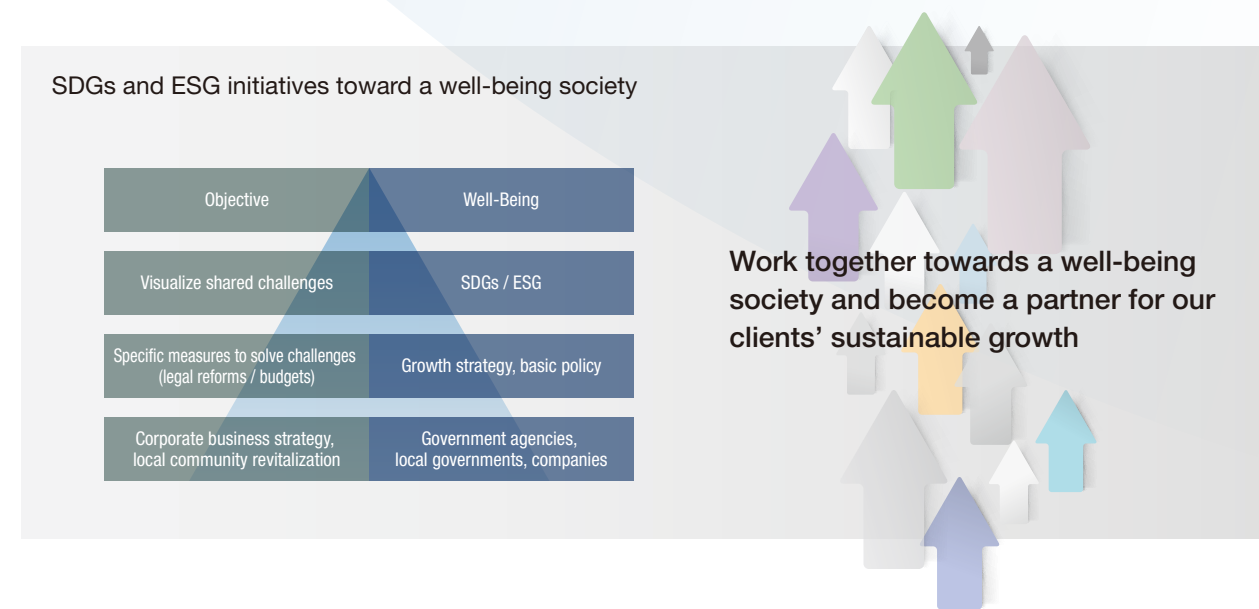 SDGs and ESG initiatives toward a well-being society
Objective
Well-Being
Visualize shared challenges
SDGs / ESG
Specific measures to solve challenges
(legal reforms / budgets)
Growth strategy, basic policy
Corporate business strategy,
local community revitalization
Government agencies,
local governments, companies
Work together towards a well-being
society and become a partner for our
clients’ sustainable growth